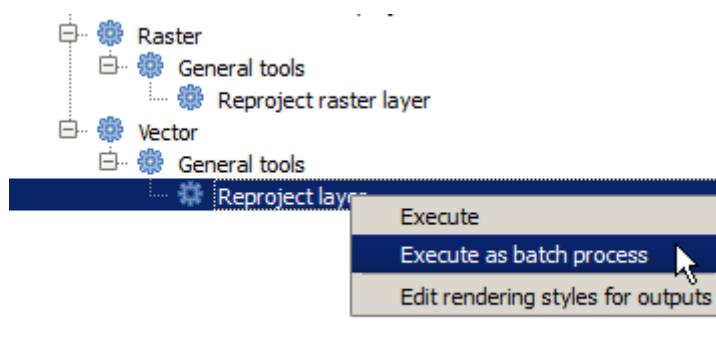 Raster
General tools
Reproject raster layer
Vector
General tools
Reproject layer
Execute
Execute as batch process
Edit rendering styles for outputs